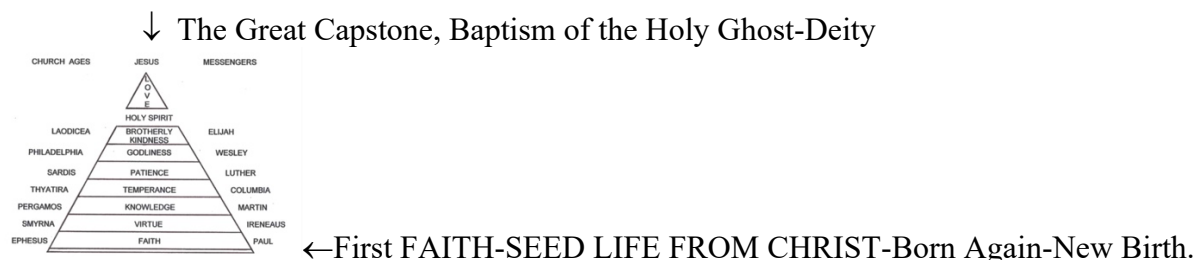 ↓ The Great Capstone, Baptism of the Holy Ghost-Deity
CHURCH AGES JESUS MESSENGERS
L
O
V
E
HOLY SPIRIT
LAODICEA BROTHERLY KINDNESS ELIJAH
PHILADELPHIA GODLINESS WESLEY
SARDIS PATIENCE LUTHER
THYATIRA TEMPERANCE COLUMBIA
PERGAMOS KNOWLEDGE MARTIN
SMYRNA VIRTUE IRENEAUS
EPHESUS FAITH PAUL
←First FAITH-SEED LIFE FROM CHRIST-Born Again-New Birth.